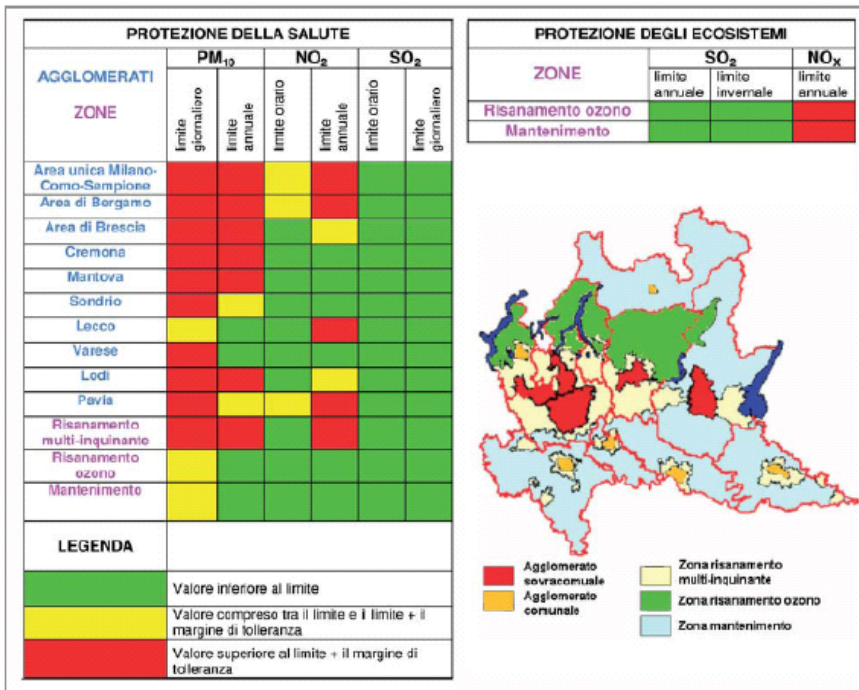 PROTEZIONE DELLA SALUTE
AGGLOMERATI
ZONE
PM₁₀
NO₂
SO₂
limite giornaliero
limite annuale
limite orario
limite annuale
limite orario
limite giornaliero
Area unica Milano-
Como-Sempione
Area di Bergamo
Area di Brescia
Cremona
Mantova
Sondrio
Lecco
Varese
Lodi
Pavia
Risanamento
multi-inquinante
Risanamento
ozono
Mantenimento
LEGENDA
Valore inferiore al limite
Valore compreso tra il limite e il limite + il
margine di tolleranza
Valore superiore al limite + il margine di
tolleranza
PROTEZIONE DEGLI ECOSISTEMI
ZONE
SO₂
NOₓ
limite annuale
limite invernale
limite annuale
Risanamento ozono
Mantenimento
Agglomerato
sovracomuale
Agglomerato
comunale
Zona risanamento
multi-inquinante
Zona risanamento ozono
Zona mantenimento